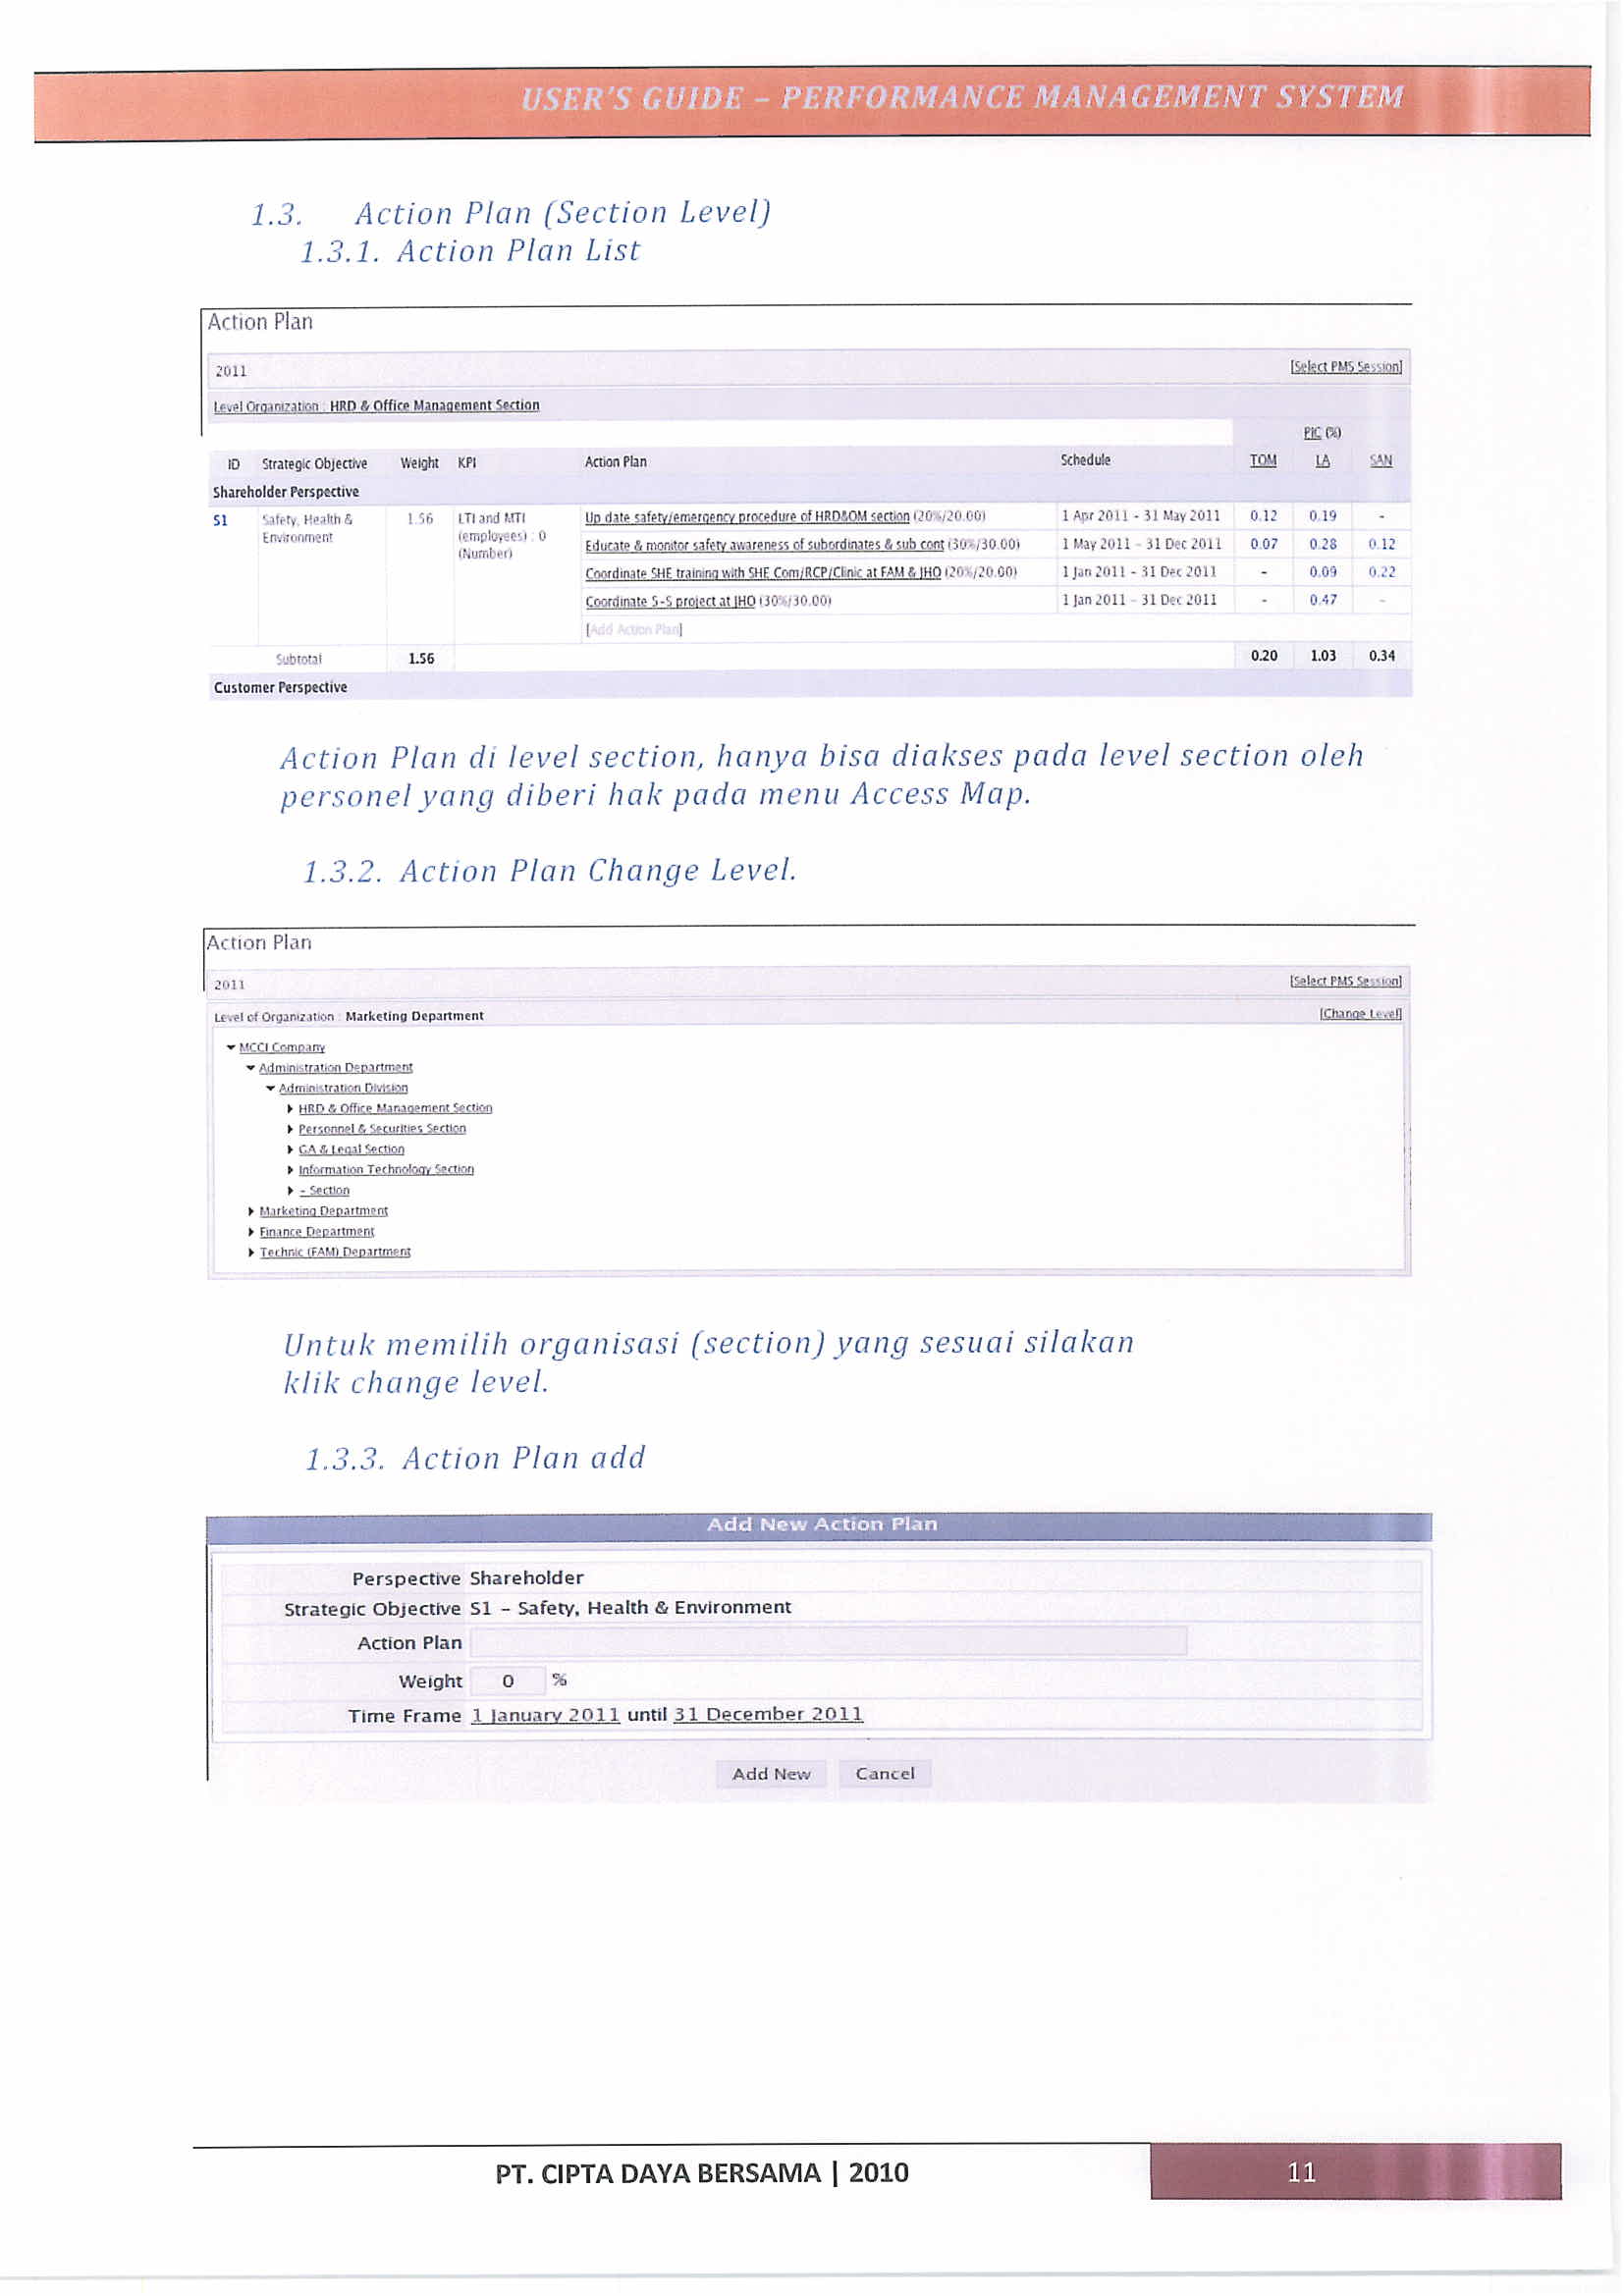 USER'S GUIDE – PERFORMANCE MANAGEMENT SYSTEM
1.3. Action Plan (Section Level)
1.3.1. Action Plan List
Action Plan
2011 [Select PMS Session]
Level Organization : HRD & Office Management Section
PIC (%)
ID Strategic Objective Weight KPI Action Plan Schedule TOM LA SAN
Shareholder Perspective
S1 Safety, Health & 1.56 LTI and MTI Up date safety/emergency procedure of HRD&OM section (20%/20.00) 1 Apr 2011 - 31 May 2011 0.12 0.19 -
Environment (employees) : 0 Educate & monitor safety awareness of subordinates & sub cont (30%/30.00) 1 May 2011 - 31 Dec 2011 0.07 0.28 0.12
(Number)
Coordinate SHE training with SHE Com/RCP/Clinic at FAM & JHO (20%/20.00) 1 Jan 2011 - 31 Dec 2011 - 0.09 0.22
Coordinate 5-S project at JHO (30%/30.00) 1 Jan 2011 - 31 Dec 2011 - 0.47 -
[Add Action Plan]
Subtotal 1.56 0.20 1.03 0.34
Customer Perspective
Action Plan di level section, hanya bisa diakses pada level section oleh
personel yang diberi hak pada menu Access Map.
1.3.2. Action Plan Change Level.
Action Plan
2011 [Select PMS Session]
Level of Organization : Marketing Department [Change Level]
MCCI Company
Administration Department
Administration Division
HRD & Office Management Section
Personnel & Securities Section
GA & Legal Section
Information Technology Section
- Section
Marketing Department
Finance Department
Technic (FAM) Department
Untuk memilih organisasi (section) yang sesuai silakan
klik change level.
1.3.3. Action Plan add
Add New Action Plan
Perspective Shareholder
Strategic Objective S1 - Safety, Health & Environment
Action Plan
Weight 0 %
Time Frame 1 January 2011 until 31 December 2011
Add New Cancel
PT. CIPTA DAYA BERSAMA | 2010 11